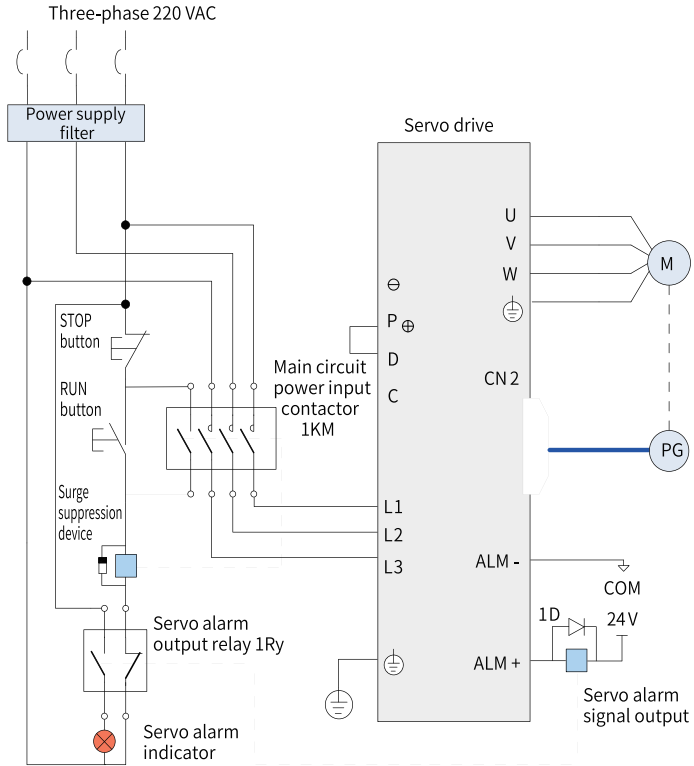 Three-phase 220 VAC
Power supply
filter
Servo drive
U
V
W
M
⊖
P ⊕
D
C
CN 2
PG
STOP
button
RUN
button
Main circuit
power input
contactor
1KM
Surge
suppression
device
L1
L2
L3
ALM -
COM
1D
24 V
ALM +
Servo alarm
output relay 1Ry
Servo alarm
signal output
Servo alarm
indicator